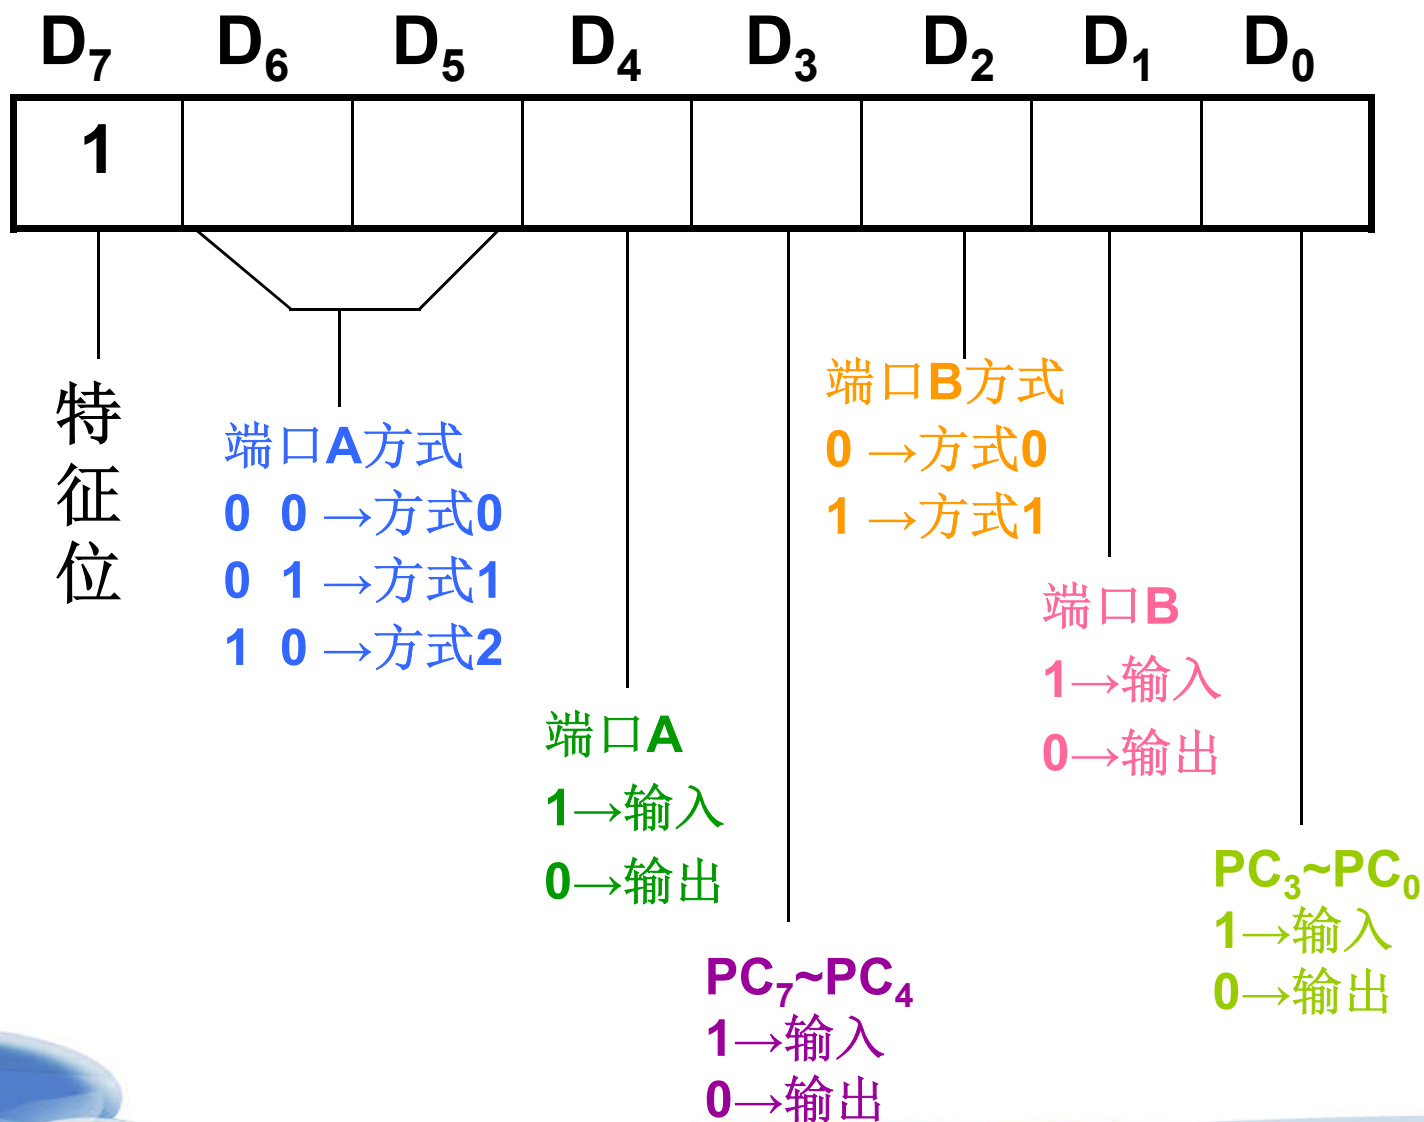 D₇ D₆ D₅ D₄ D₃ D₂ D₁ D₀
1
特
征
位
端口A方式
0 0 →方式0
0 1 →方式1
1 0 →方式2
端口A
1→输入
0→输出
PC₇~PC₄
1→输入
0→输出
端口B方式
0 →方式0
1 →方式1
端口B
1→输入
0→输出
PC₃~PC₀
1→输入
0→输出